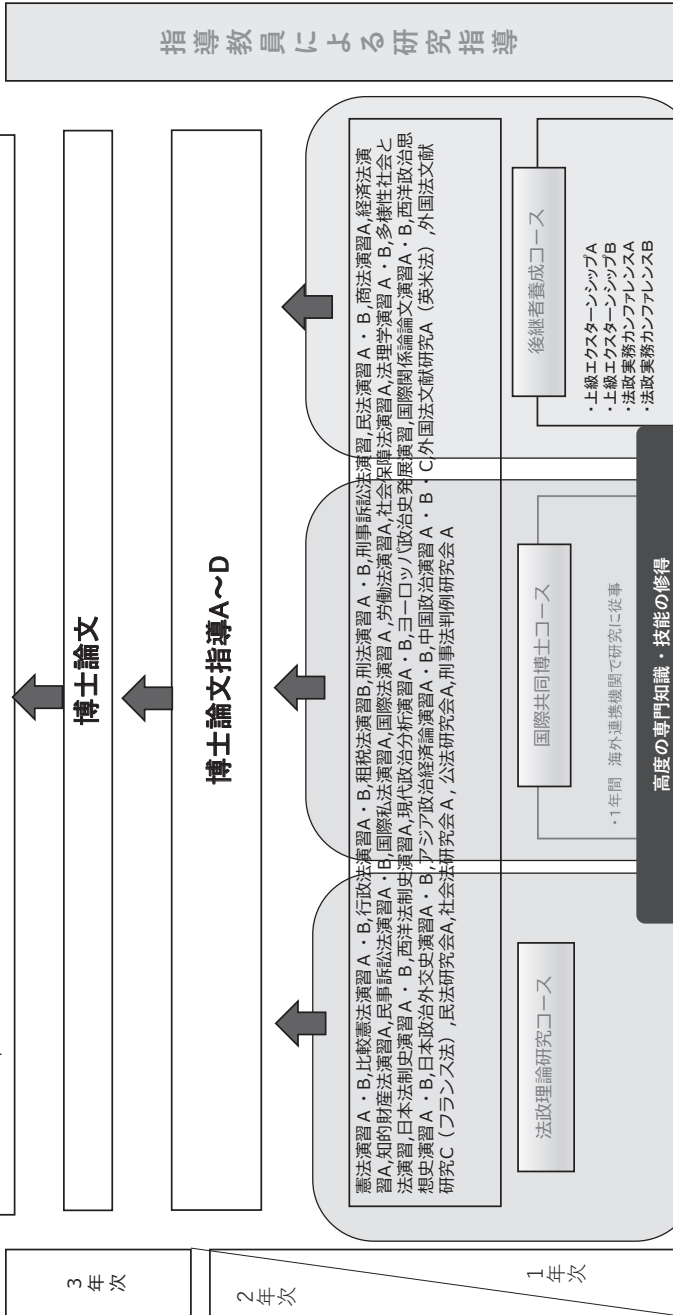 指導教員による研究指導
博士論文
博士論文指導A～D
憲法演習A・B,比較憲法演習A・B,行政法演習A・B,租税法演習B,刑法演習A・B,刑事訴訟法演習,民法演習A・B,商法演習A,経済法演
習A,知的財産法演習A,民事訴訟法演習A・B,国際私法演習A,国際法演習A,労働法演習A,社会保障法演習A,法理学演習A・B,多様性社会と
法演習,日本法制史演習A・B,西洋法制史演習A,現代政治分析演習A・B,ヨーロッパ政治史発展演習,国際関係論論文演習A・B,西洋政治思
想史演習A・B,日本政治外交史演習A・B,アジア政治経済論演習A・B,中国政治演習A・B・C,外国法文献研究A（英米法）,外国法文献
研究C（フランス法）,民法研究会A,社会法研究会A,公法研究会A,刑事法判例研究会A
法政理論研究コース
国際共同博士コース
・1年間 海外連携機関で研究に従事
後継者養成コース
・上級エクスターンシップA
・上級エクスターンシップB
・法政実務カンファレンスA
・法政実務カンファレンスB
高度の専門知識・技能の修得
3年次
2年次
1年次